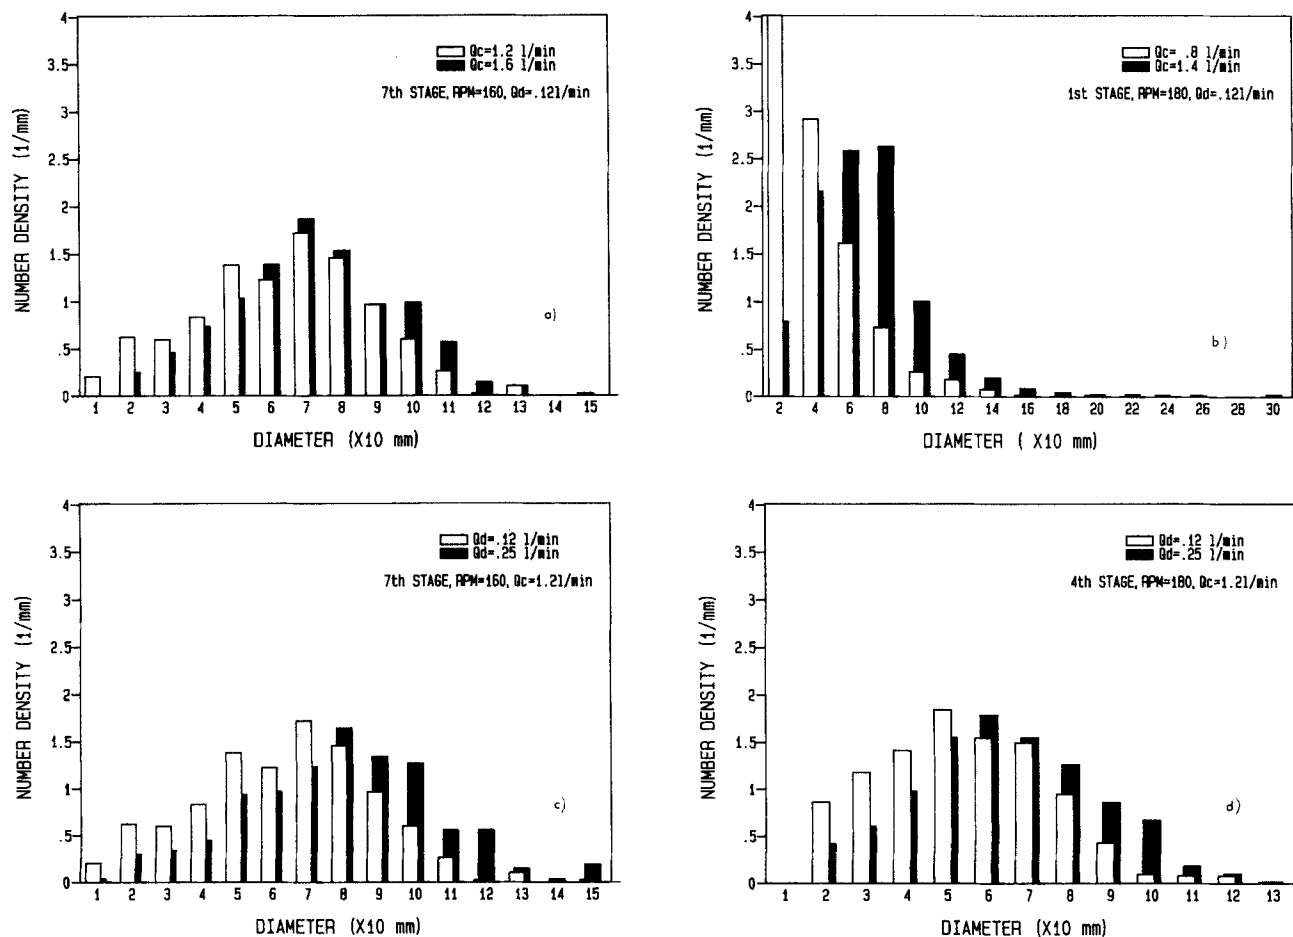 4
3.5
3
2.5
2
1.5
1
.5
0
NUMBER DENSITY (1/mm)
Qc=1.2 l/min
Qc=1.6 l/min
7th STAGE, RPM=160, Qd=.12l/min
a)
1 2 3 4 5 6 7 8 9 10 11 12 13 14 15
DIAMETER (X10 mm)
4
3.5
3
2.5
2
1.5
1
.5
0
NUMBER DENSITY (1/mm)
Qc= .8 l/min
Qc=1.4 l/min
1st STAGE, RPM=180, Qd=.12l/min
b)
2 4 6 8 10 12 14 16 18 20 22 24 26 28 30
DIAMETER ( X10 mm)
4
3.5
3
2.5
2
1.5
1
.5
0
NUMBER DENSITY (1/mm)
Qd=.12 l/min
Qd=.25 l/min
7th STAGE, RPM=160, Qc=1.2l/min
c)
1 2 3 4 5 6 7 8 9 10 11 12 13 14 15
DIAMETER (X10 mm)
4
3.5
3
2.5
2
1.5
1
.5
0
NUMBER DENSITY (1/mm)
Qd=.12 l/min
Qd=.25 l/min
4th STAGE, RPM=180, Qc=1.2l/min
d)
1 2 3 4 5 6 7 8 9 10 11 12 13
DIAMETER (X10 mm)